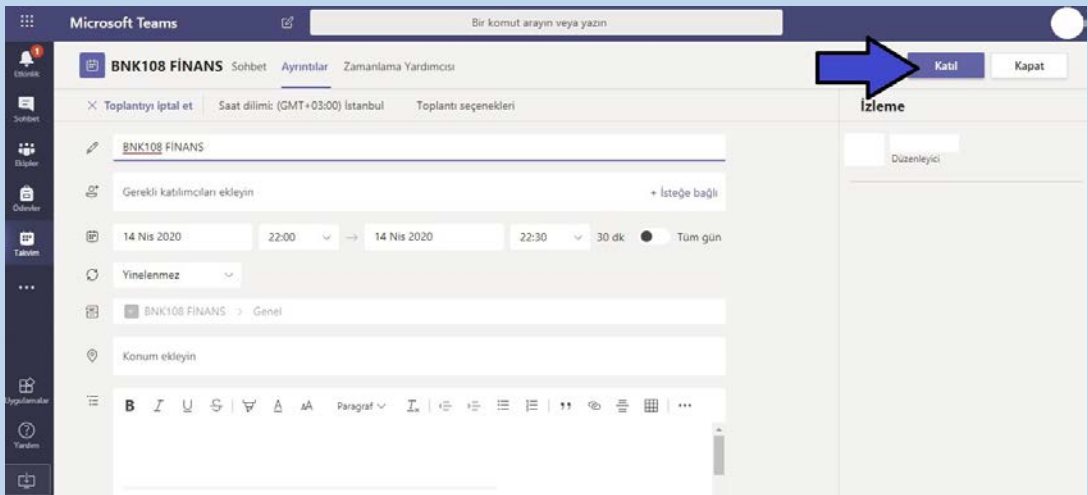 Microsoft Teams
Bir komut arayın veya yazın
1
Etkinlik
Sohbet
Ekipler
Ödevler
Takvim
Uygulamalar
Yardım
BNK108 FİNANS Sohbet Ayrıntılar Zamanlama Yardımcısı
Katıl Kapat
Toplantıyı iptal et Saat dilimi: (GMT+03:00) İstanbul Toplantı seçenekleri
BNK108 FİNANS
Gerekli katılımcıları ekleyin + İsteğe bağlı
14 Nis 2020 22:00 → 14 Nis 2020 22:30 30 dk Tüm gün
Yinelenmez
BNK108 FİNANS > Genel
Konum ekleyin
B I U S A AA Paragraf
İzleme
Düzenleyici